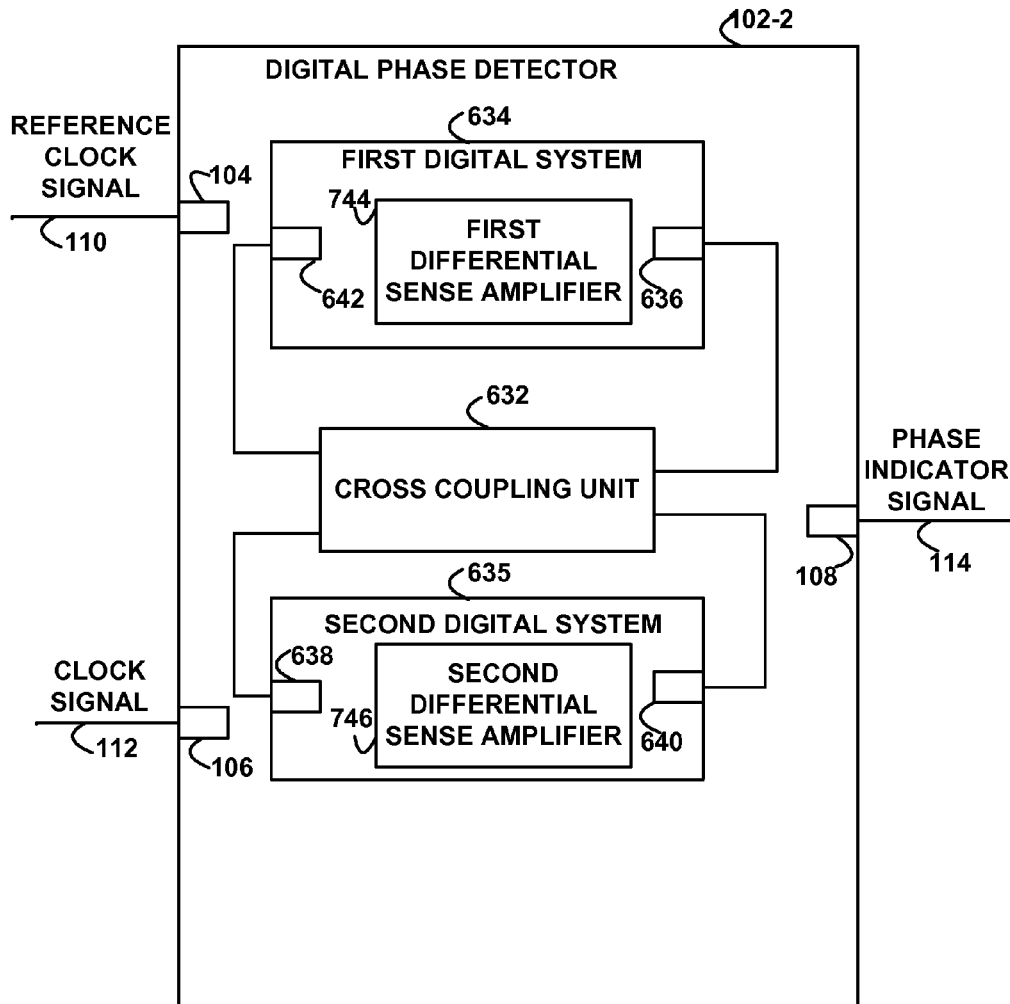 102-2
DIGITAL PHASE DETECTOR
REFERENCE
CLOCK
SIGNAL
104
110
634
FIRST DIGITAL SYSTEM
744
FIRST
DIFFERENTIAL
SENSE AMPLIFIER
642
636
632
CROSS COUPLING UNIT
PHASE
INDICATOR
SIGNAL
108
114
635
SECOND DIGITAL SYSTEM
638
SECOND
DIFFERENTIAL
SENSE AMPLIFIER
746
640
CLOCK
SIGNAL
112
106